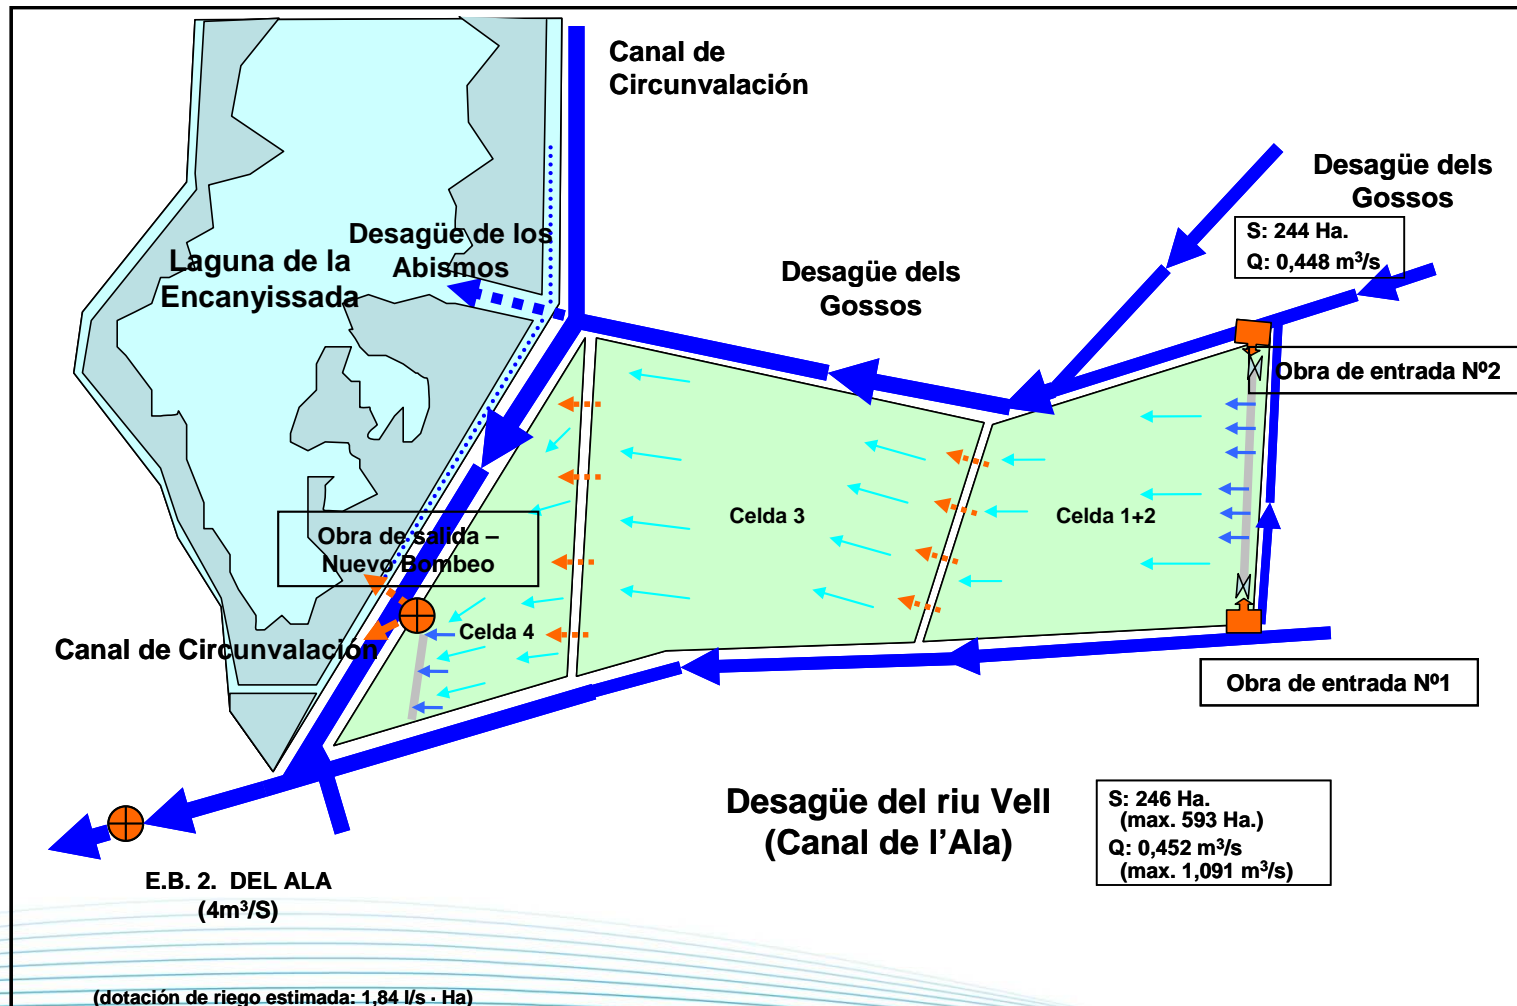 Canal de
Circunvalación
Desagüe dels
Gossos
S: 244 Ha.
Q: 0,448 m³/s
Desagüe de los
Abismos
Laguna de la
Encanyissada
Desagüe dels
Gossos
Obra de entrada Nº2
Celda 3
Celda 1+2
Obra de salida –
Nuevo Bombeo
Celda 4
Canal de Circunvalación
Obra de entrada Nº1
Desagüe del riu Vell
(Canal de l’Ala)
S: 246 Ha.
(max. 593 Ha.)
Q: 0,452 m³/s
(max. 1,091 m³/s)
E.B. 2. DEL ALA
(4m³/S)
(dotación de riego estimada: 1,84 l/s · Ha)